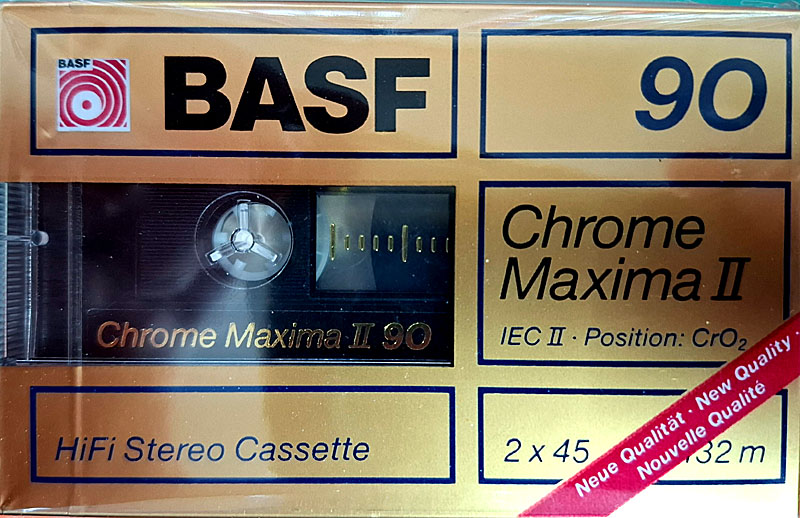 BASF
BASF
90
Chrome
Maxima II
IEC II · Position: CrO₂
Chrome Maxima II 90
HiFi Stereo Cassette
2 x 45
132 m
Neue Qualität · New Quality ·
Nouvelle Qualité